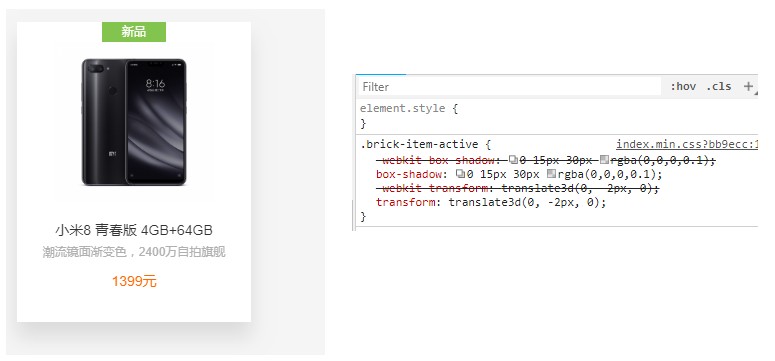 新品
8:16
MI
小米8 青春版 4GB+64GB
潮流镜面渐变色，2400万自拍旗舰
1399元
Filter
:hov .cls +
element.style {
}
.brick-item-active {
index.min.css?bb9ecc:1
-webkit-box-shadow: 0 15px 30px rgba(0,0,0,0.1);
box-shadow: 0 15px 30px rgba(0,0,0,0.1);
-webkit-transform: translate3d(0, -2px, 0);
transform: translate3d(0, -2px, 0);
}